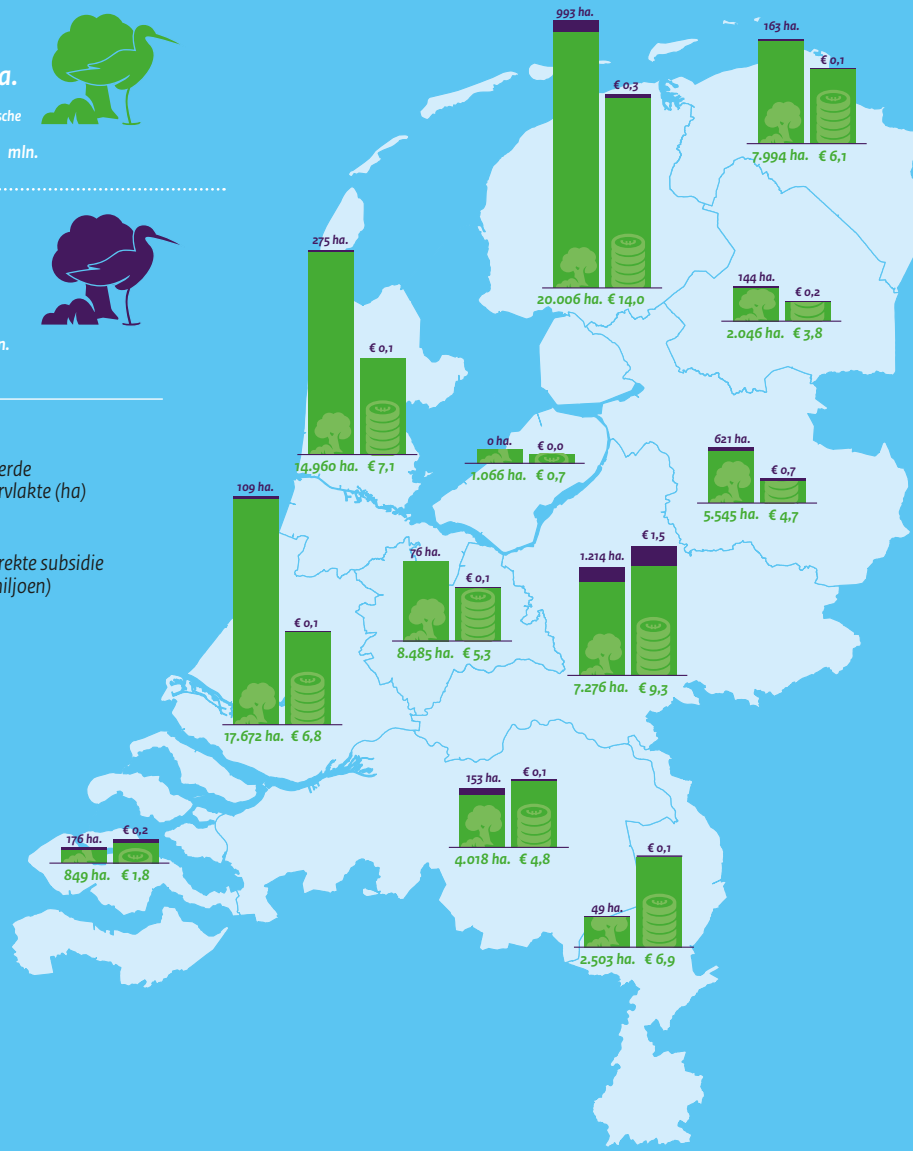 a.
sche
mln.
n.
erde
rvlakte (ha)
rekte subsidie
niljoen)
993 ha.
€ 0,3
20.006 ha. € 14,0
163 ha.
€ 0,1
7.994 ha. € 6,1
275 ha.
€ 0,1
14.960 ha. € 7,1
144 ha.
€ 0,2
2.046 ha. € 3,8
0 ha.
€ 0,0
1.066 ha. € 0,7
621 ha.
€ 0,7
5.545 ha. € 4,7
109 ha.
€ 0,1
17.672 ha. € 6,8
76 ha.
€ 0,1
8.485 ha. € 5,3
1.214 ha.
€ 1,5
7.276 ha. € 9,3
153 ha.
€ 0,1
4.018 ha. € 4,8
176 ha.
€ 0,2
849 ha. € 1,8
49 ha.
€ 0,1
2.503 ha. € 6,9